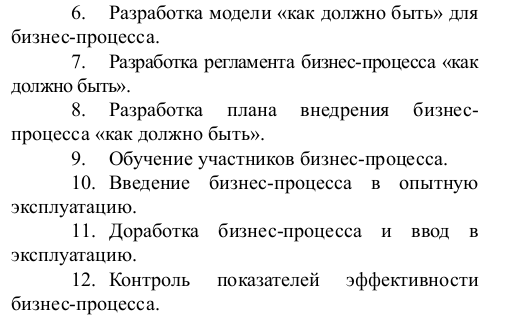 6. Разработка модели «как должно быть» для
бизнес-процесса.
7. Разработка регламента бизнес-процесса «как
должно быть».
8. Разработка плана внедрения бизнес-
процесса «как должно быть».
9. Обучение участников бизнес-процесса.
10. Введение бизнес-процесса в опытную
эксплуатацию.
11. Доработка бизнес-процесса и ввод в
эксплуатацию.
12. Контроль показателей эффективности
бизнес-процесса.